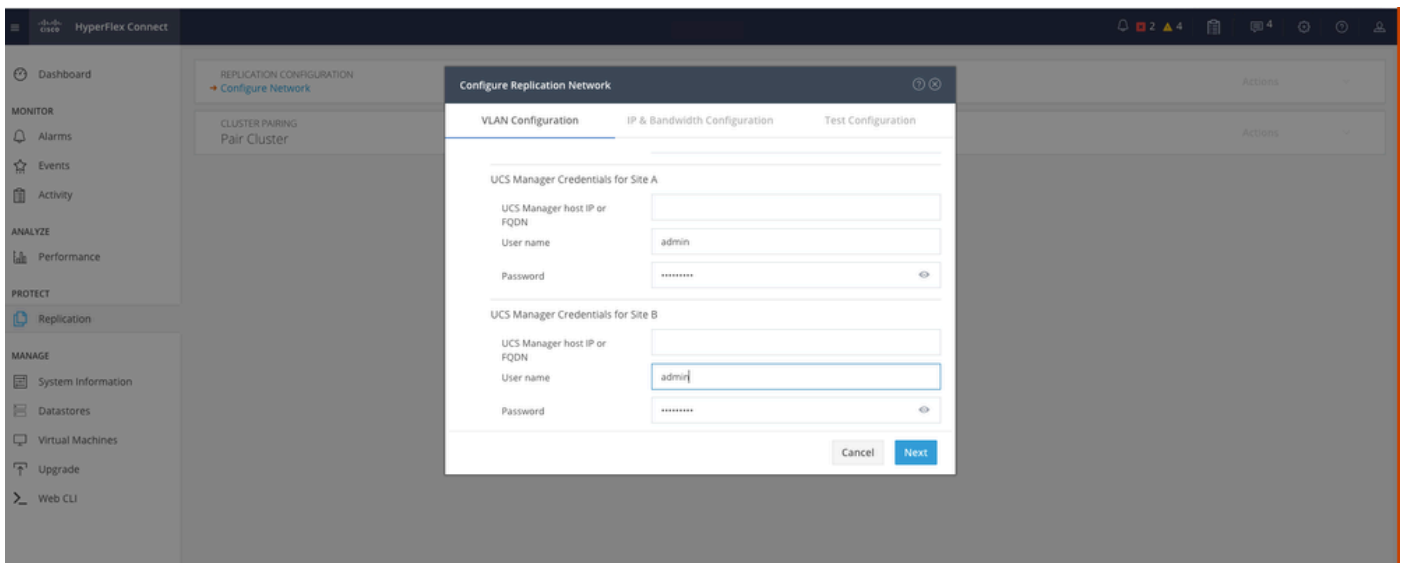 cisco HyperFlex Connect
2 4 4
Dashboard
MONITOR
Alarms
Events
Activity
ANALYZE
Performance
PROTECT
Replication
MANAGE
System Information
Datastores
Virtual Machines
Upgrade
Web CLI
REPLICATION CONFIGURATION
Configure Network
Actions
CLUSTER PAIRING
Pair Cluster
Actions
Configure Replication Network
VLAN Configuration IP & Bandwidth Configuration Test Configuration
UCS Manager Credentials for Site A
UCS Manager host IP or
FQDN
User name admin
Password •••••••••
UCS Manager Credentials for Site B
UCS Manager host IP or
FQDN
User name admin
Password •••••••••
Cancel Next